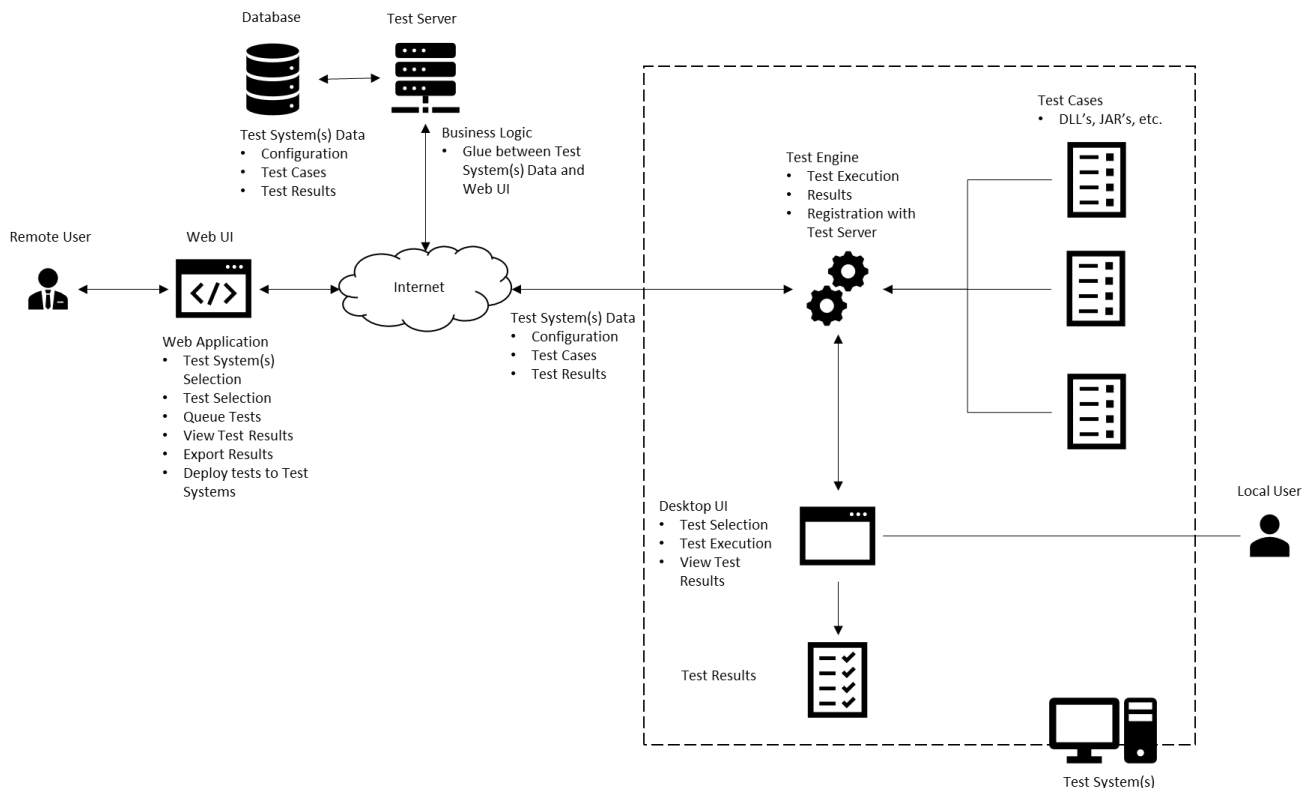 Database
Test Server
Test System(s) Data
• Configuration
• Test Cases
• Test Results
Business Logic
• Glue between Test
System(s) Data and
Web UI
Remote User
Web UI
Internet
Web Application
• Test System(s)
Selection
• Test Selection
• Queue Tests
• View Test Results
• Export Results
• Deploy tests to Test
Systems
Test System(s) Data
• Configuration
• Test Cases
• Test Results
Test Engine
• Test Execution
• Results
• Registration with
Test Server
Test Cases
• DLL's, JAR's, etc.
Desktop UI
• Test Selection
• Test Execution
• View Test
Results
Local User
Test Results
Test System(s)